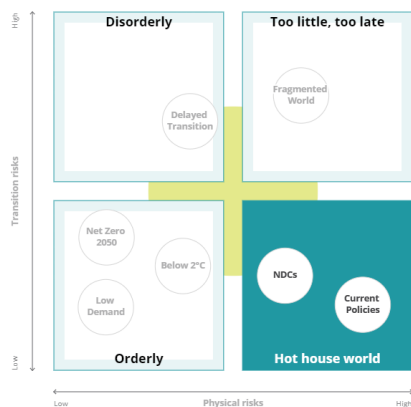 High
Disorderly
Too little, too late
Delayed
Transition
Fragmented
World
Transition risks
Net Zero
2050
Below 2°C
Low
Demand
Orderly
NDCs
Current
Policies
Hot house world
Low
Low
Physical risks
High